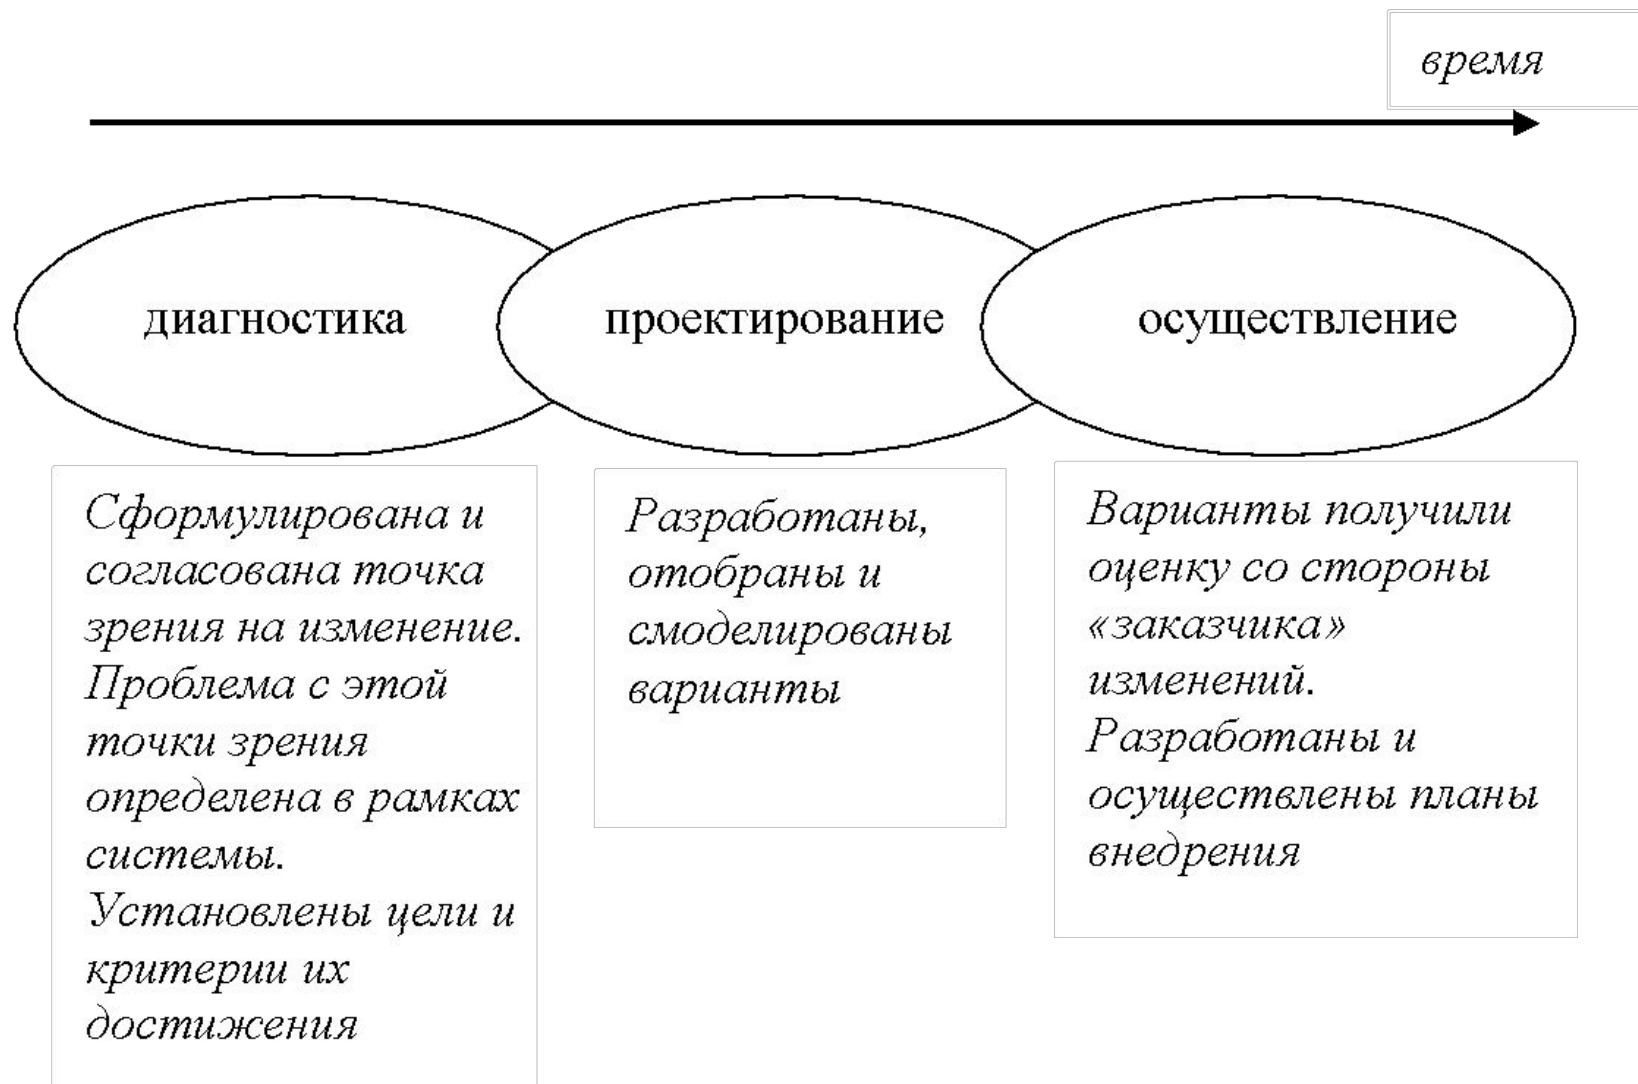 время
диагностика
проектирование
осуществление
Сформулирована и
согласована точка
зрения на изменение.
Проблема с этой
точки зрения
определена в рамках
системы.
Установлены цели и
критерии их
достижения
Разработаны,
отобраны и
смоделированы
варианты
Варианты получили
оценку со стороны
«заказчика»
изменений.
Разработаны и
осуществлены планы
внедрения